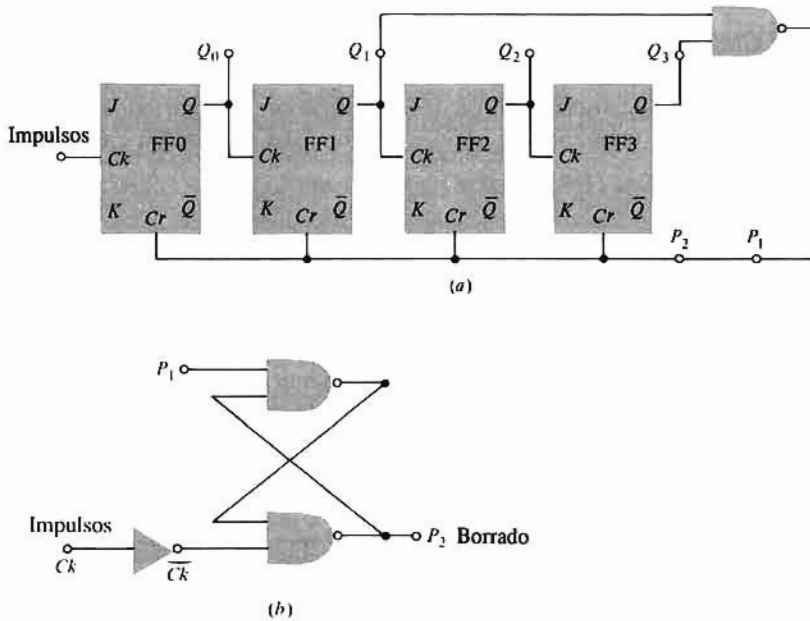 Q₀ Q₁ Q₂ Q₃
J Q J Q J Q J Q
Impulsos
FF0 FF1 FF2 FF3
Ck Ck Ck Ck
K Cr Q̅ K Cr Q̅ K Cr Q̅ K Cr Q̅
P₂ P₁
(a)
P₁
Impulsos
P₂ Borrado
Ck C̅k̅
(b)